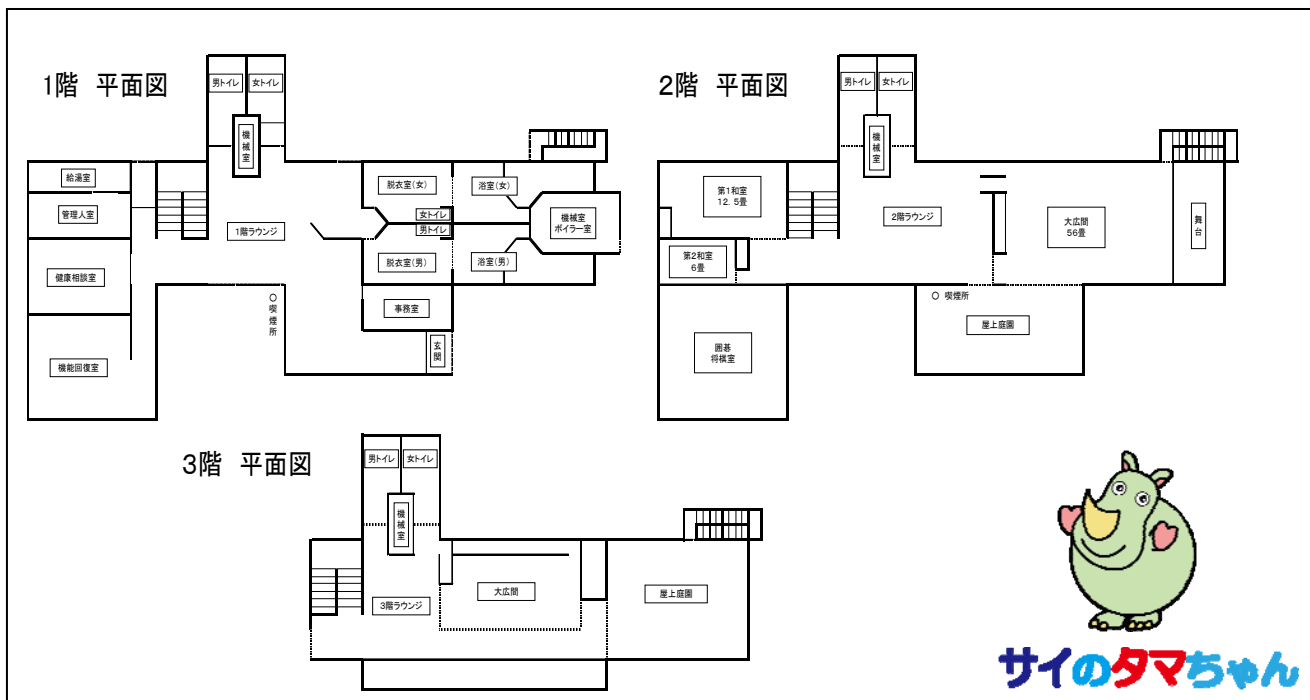 1階 平面図
男トイレ
女トイレ
機械室
給湯室
管理人室
健康相談室
機能回復室
1階ラウンジ
喫煙所
脱衣室(女)
女トイレ
男トイレ
脱衣室(男)
浴室(女)
浴室(男)
機械室
ボイラー室
事務室
玄関
2階 平面図
男トイレ
女トイレ
機械室
第1和室
12.5畳
第2和室
6畳
囲碁
将棋室
2階ラウンジ
大広間
56畳
舞台
○ 喫煙所
屋上庭園
3階 平面図
男トイレ
女トイレ
機械室
3階ラウンジ
大広間
屋上庭園
サイのタマちゃん